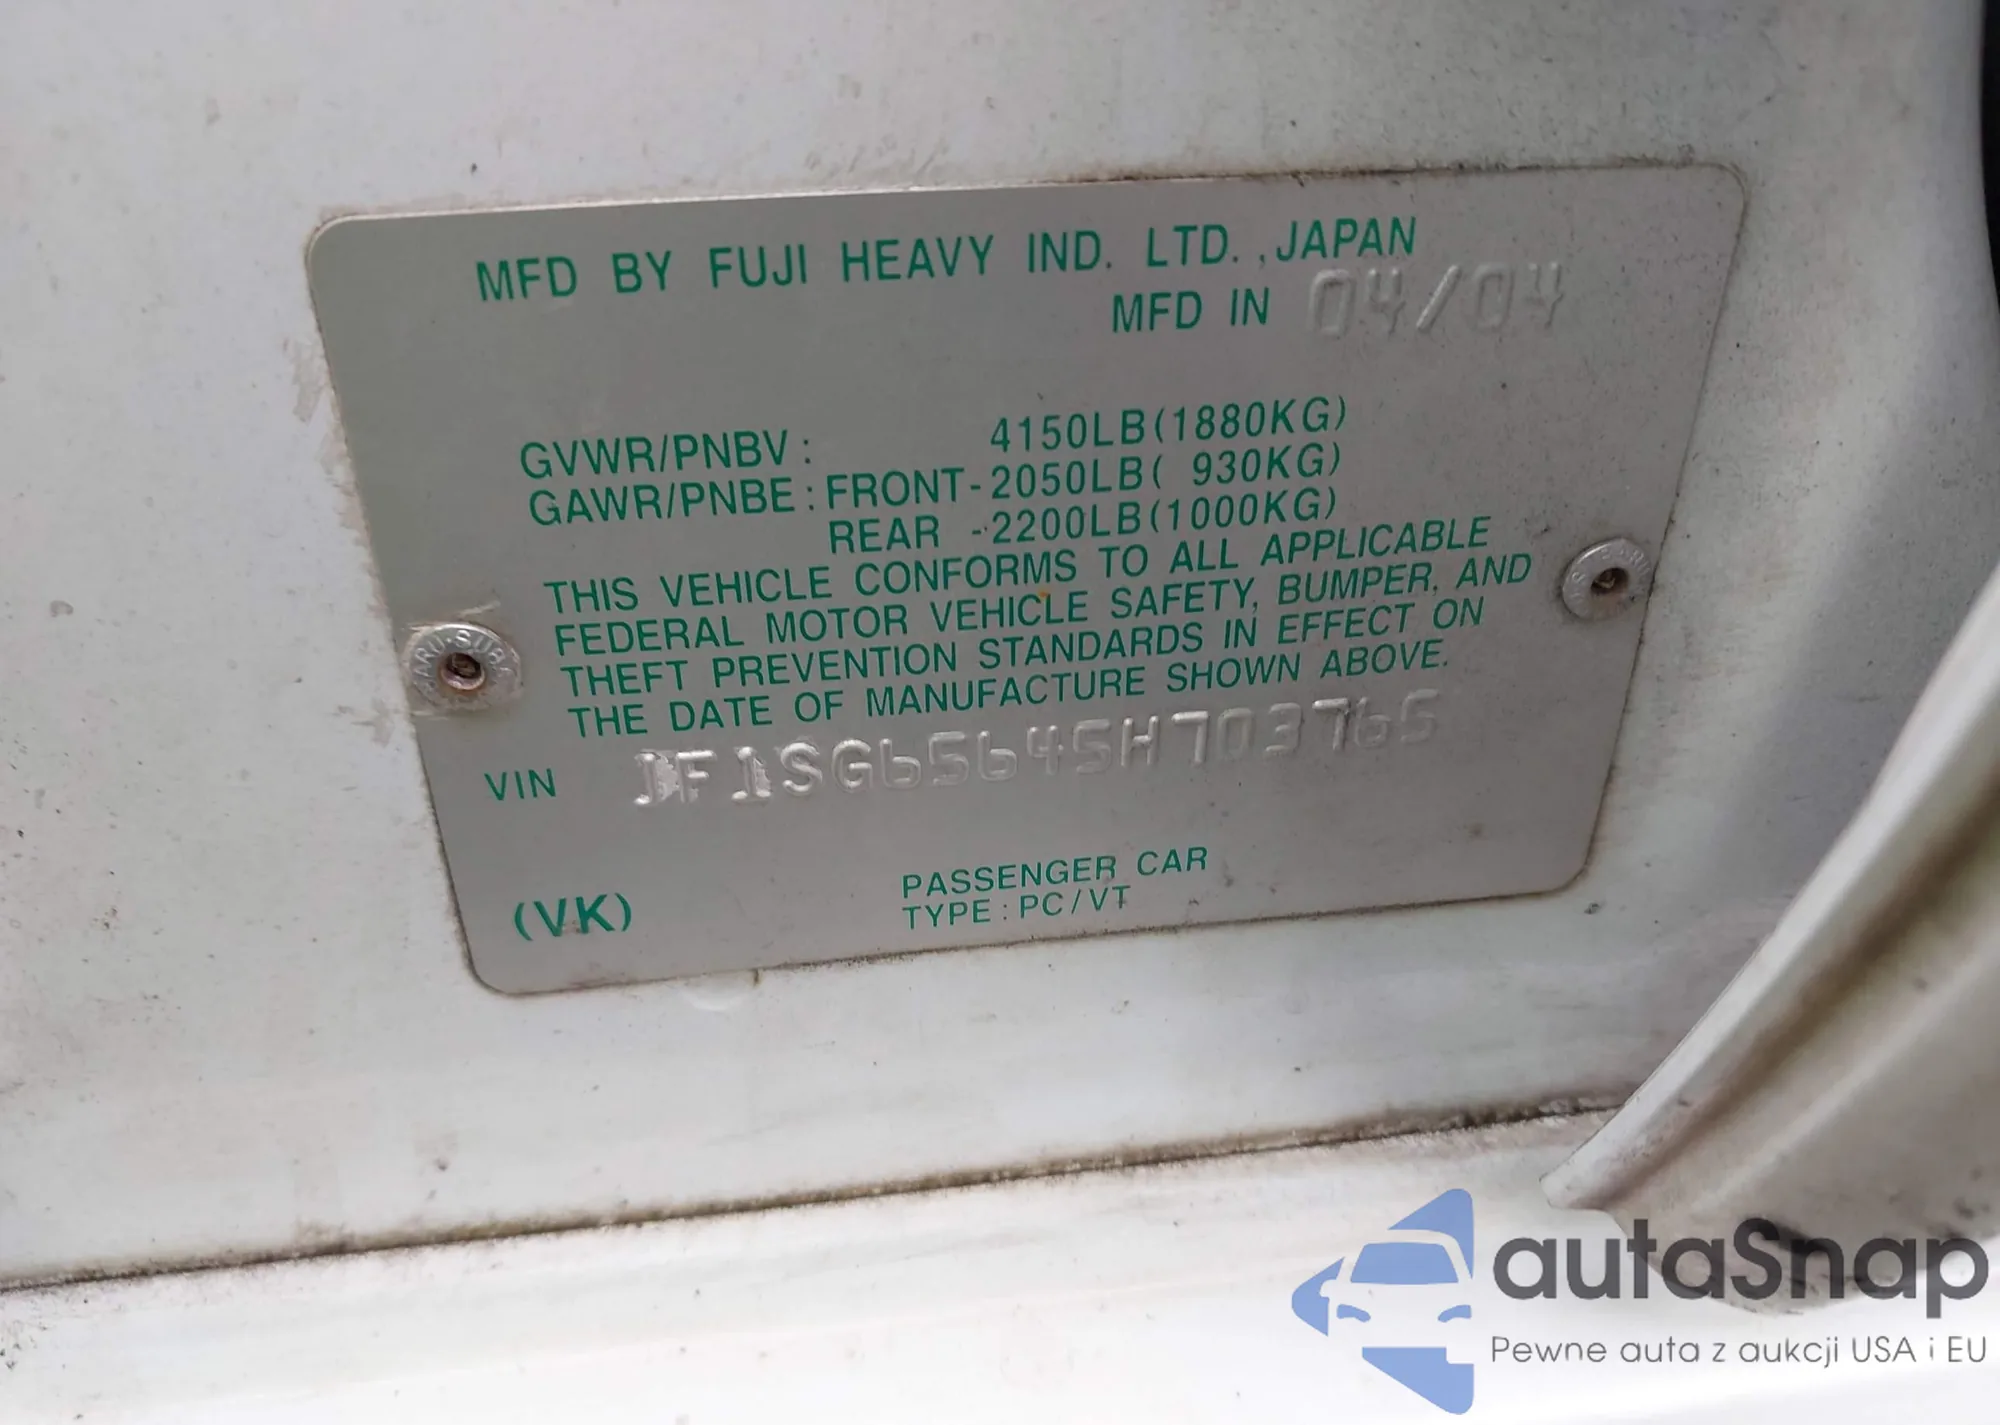 MFD BY FUJI HEAVY IND. LTD.,JAPAN
MFD IN 04/04
GVWR/PNBV: 4150LB(1880KG)
GAWR/PNBE:FRONT-2050LB( 930KG)
REAR -2200LB(1000KG)
THIS VEHICLE CONFORMS TO ALL APPLICABLE
FEDERAL MOTOR VEHICLE SAFETY, BUMPER, AND
THEFT PREVENTION STANDARDS IN EFFECT ON
THE DATE OF MANUFACTURE SHOWN ABOVE.
VIN JF1SG65645H703765
(VK)
PASSENGER CAR
TYPE:PC/VT
autaSnap
Pewne auta z aukcji USA i EU